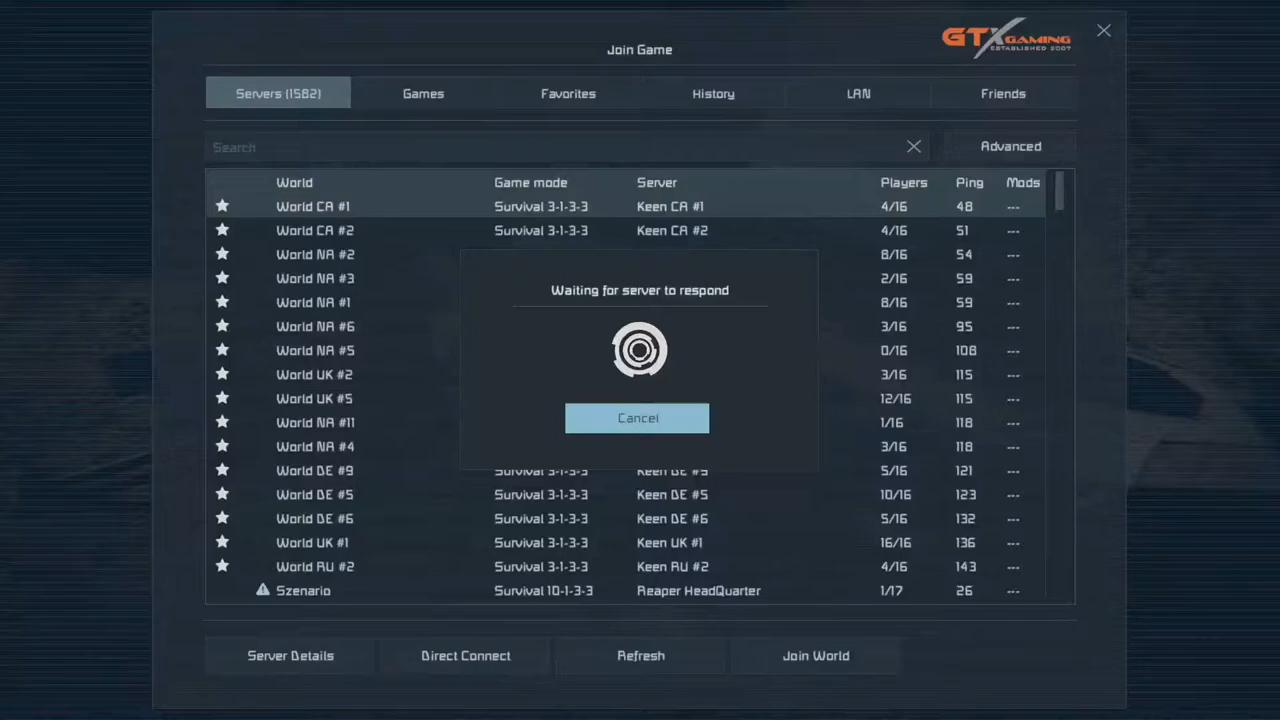 GTX GAMING
ESTABLISHED 2007
Join Game
Servers (1582) Games Favorites History LAN Friends
Search Advanced
World Game mode Server Players Ping Mods
World CA #1 Survival 3-1-3-3 Keen CA #1 4/16 48 ---
World CA #2 Survival 3-1-3-3 Keen CA #2 4/16 51 ---
World NA #2 8/16 54 ---
World NA #3 2/16 59 ---
World NA #1 8/16 59 ---
World NA #6 3/16 95 ---
World NA #5 0/16 108 ---
World UK #2 3/16 115 ---
World UK #5 12/16 115 ---
World NA #11 1/16 118 ---
World NA #4 3/16 118 ---
World DE #9 Survival 3-1-3-3 Keen DE #9 5/16 121 ---
World DE #5 Survival 3-1-3-3 Keen DE #5 10/16 123 ---
World DE #6 Survival 3-1-3-3 Keen DE #6 5/16 132 ---
World UK #1 Survival 3-1-3-3 Keen UK #1 16/16 136 ---
World RU #2 Survival 3-1-3-3 Keen RU #2 4/16 143 ---
Szenario Survival 10-1-3-3 Reaper HeadQuarter 1/17 26 ---
Waiting for server to respond
Cancel
Server Details Direct Connect Refresh Join World